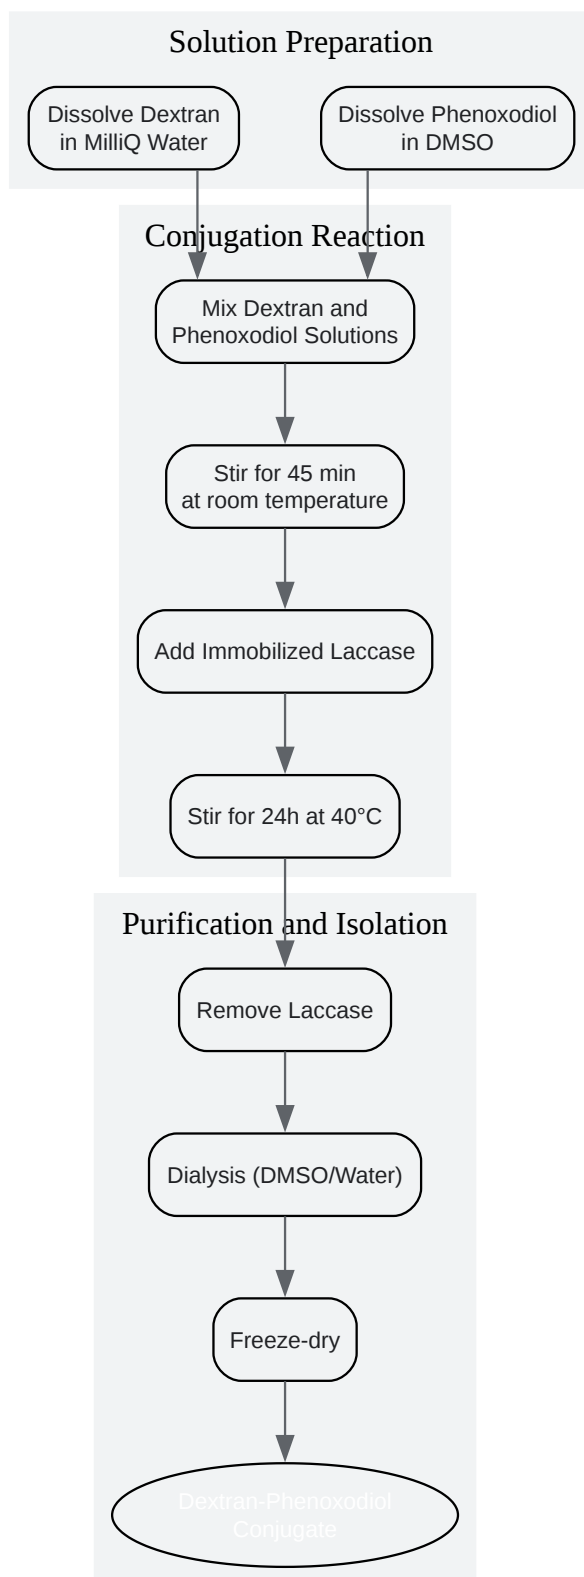 Solution Preparation
Dissolve Dextran
in MilliQ Water
Dissolve Phenoxodiol
in DMSO
Conjugation Reaction
Mix Dextran and
Phenoxodiol Solutions
Stir for 45 min
at room temperature
Add Immobilized Laccase
Stir for 24h at 40°C
Purification and Isolation
Remove Laccase
Dialysis (DMSO/Water)
Freeze-dry
Dextran-Phenoxodiol
Conjugate